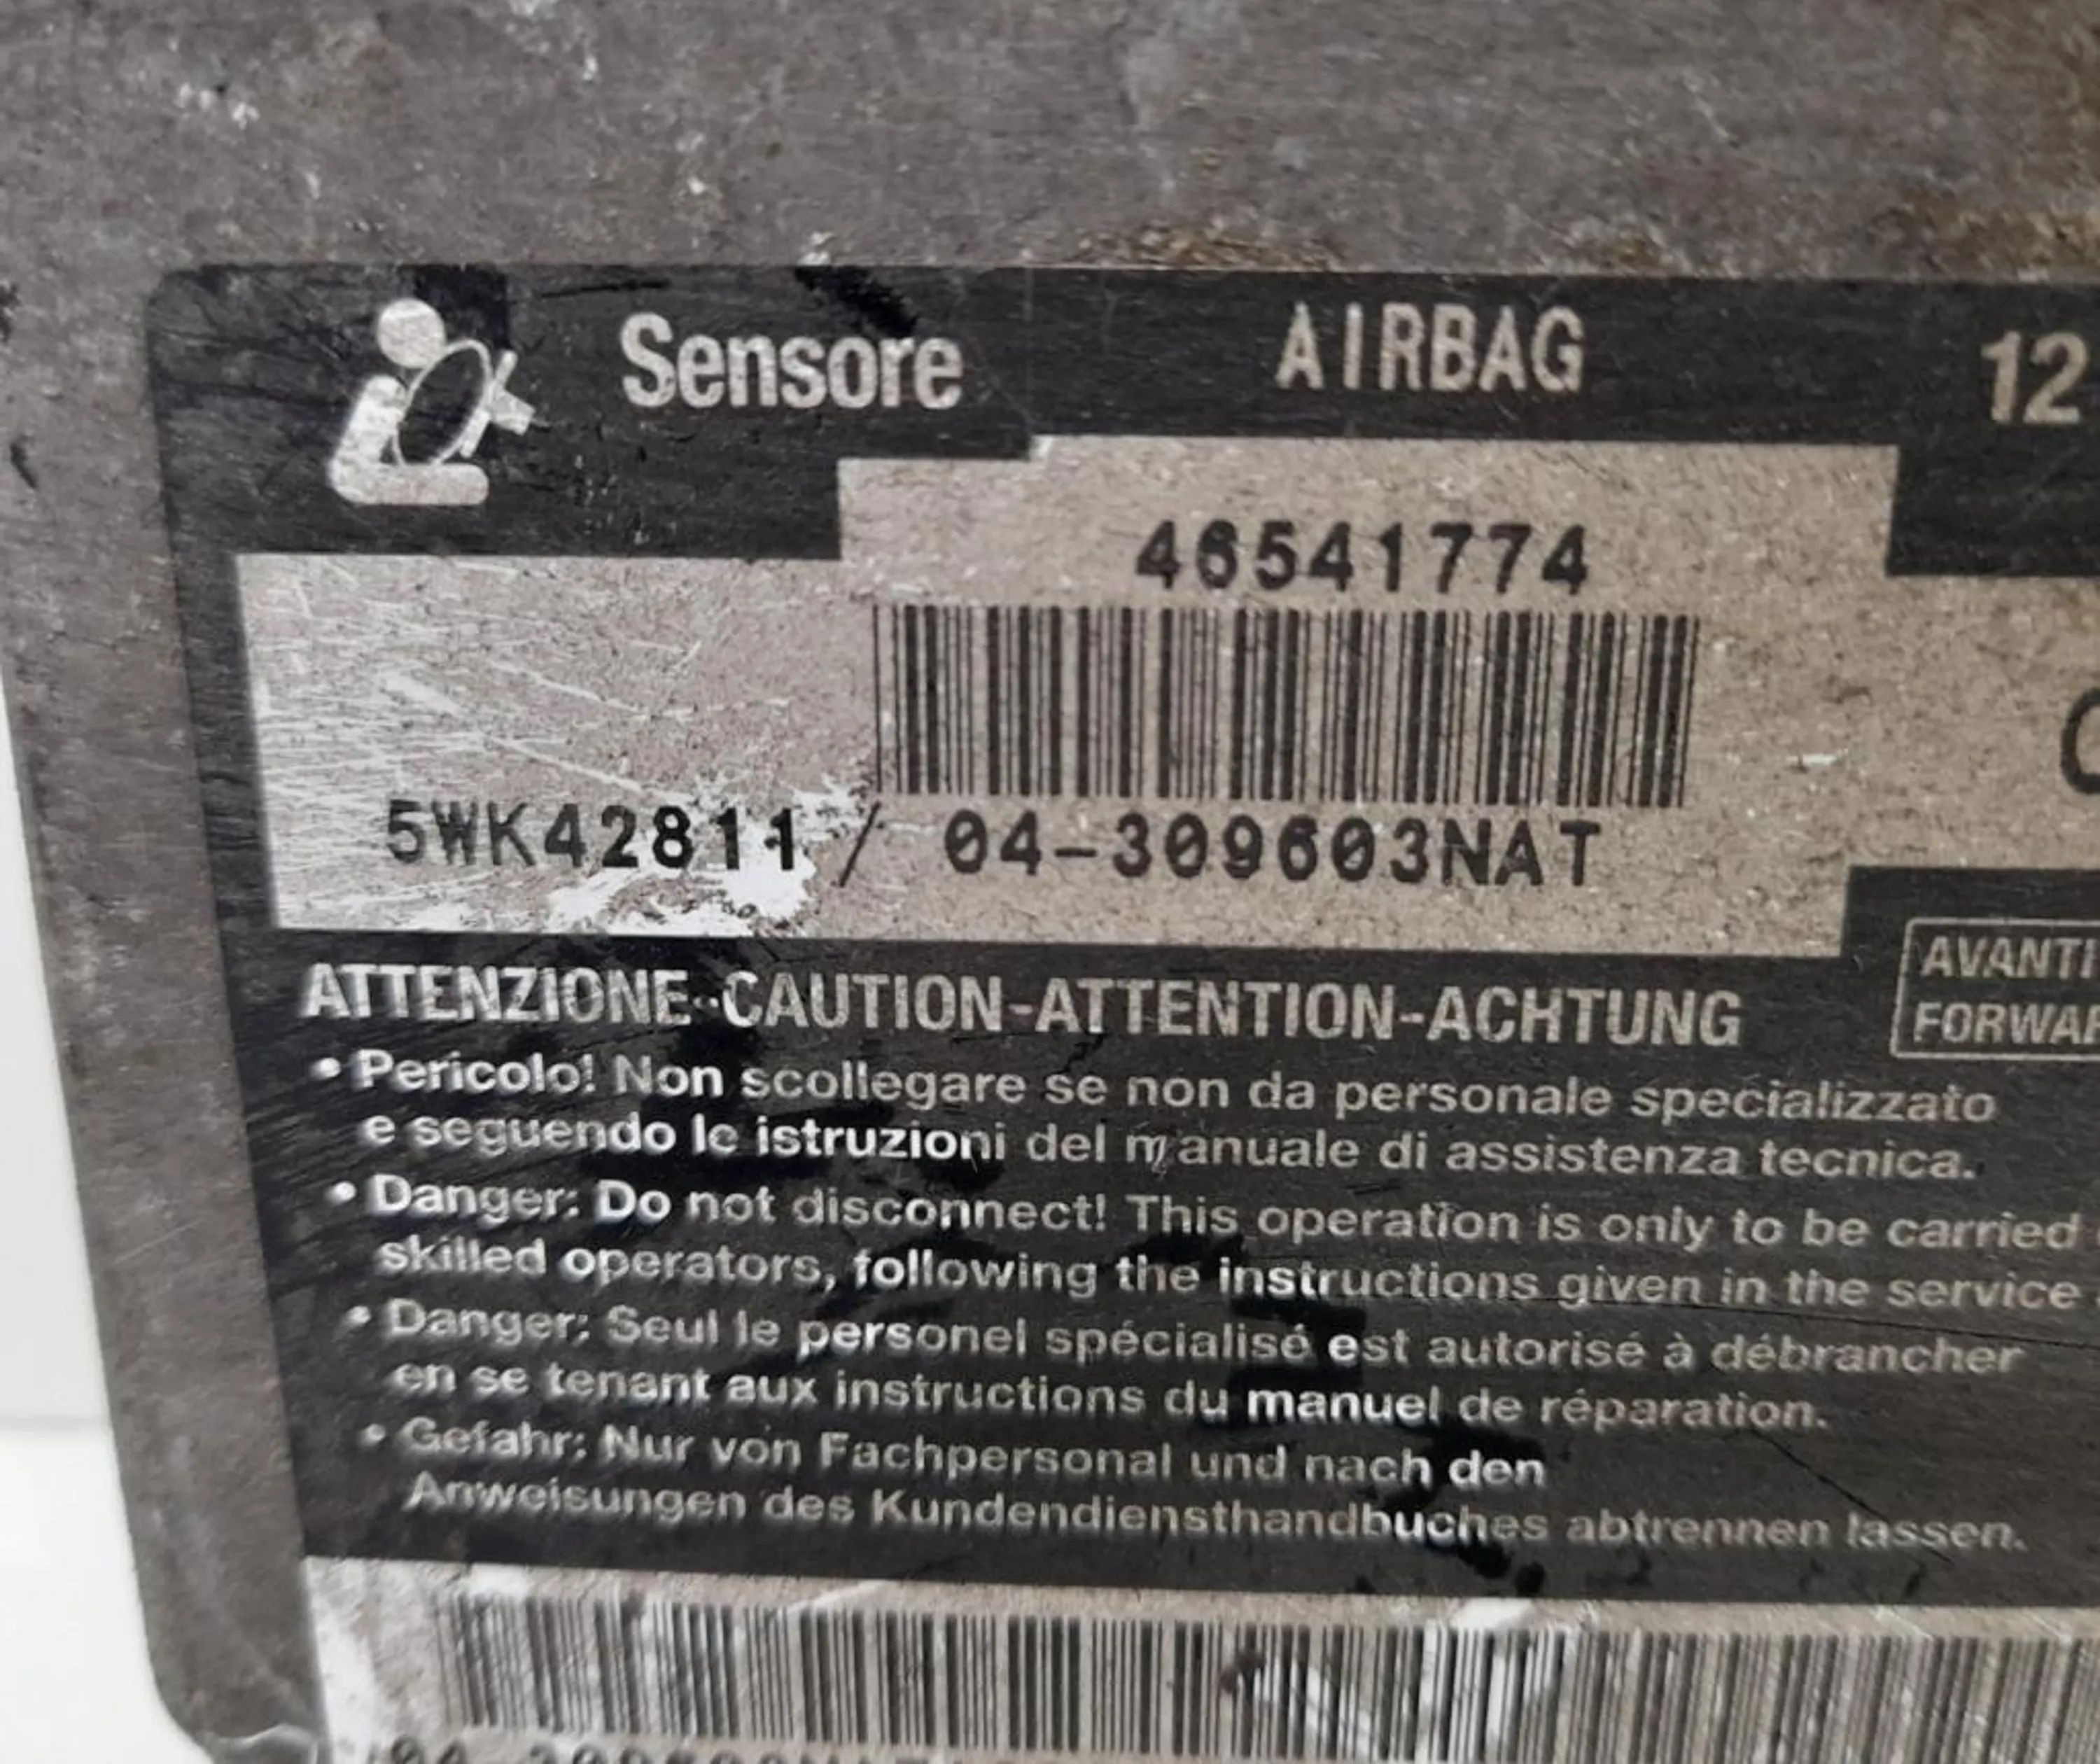 Sensore AIRBAG 12
46541774
5WK42811 / 04-309603NAT
ATTENZIONE-CAUTION-ATTENTION-ACHTUNG
AVANTI
• Pericolo! Non scollegare se non da personale specializzato
e seguendo le istruzioni del manuale di assistenza tecnica.
• Danger: Do not disconnect! This operation is only to be carried
skilled operators, following the instructions given in the service
• Danger: Seul le personel spécialisé est autorisé à débrancher
en se tenant aux instructions du manuel de réparation.
• Gefahr: Nur von Fachpersonal und nach den
Anweisungen des Kundendiensthandbuches abtrennen lassen.